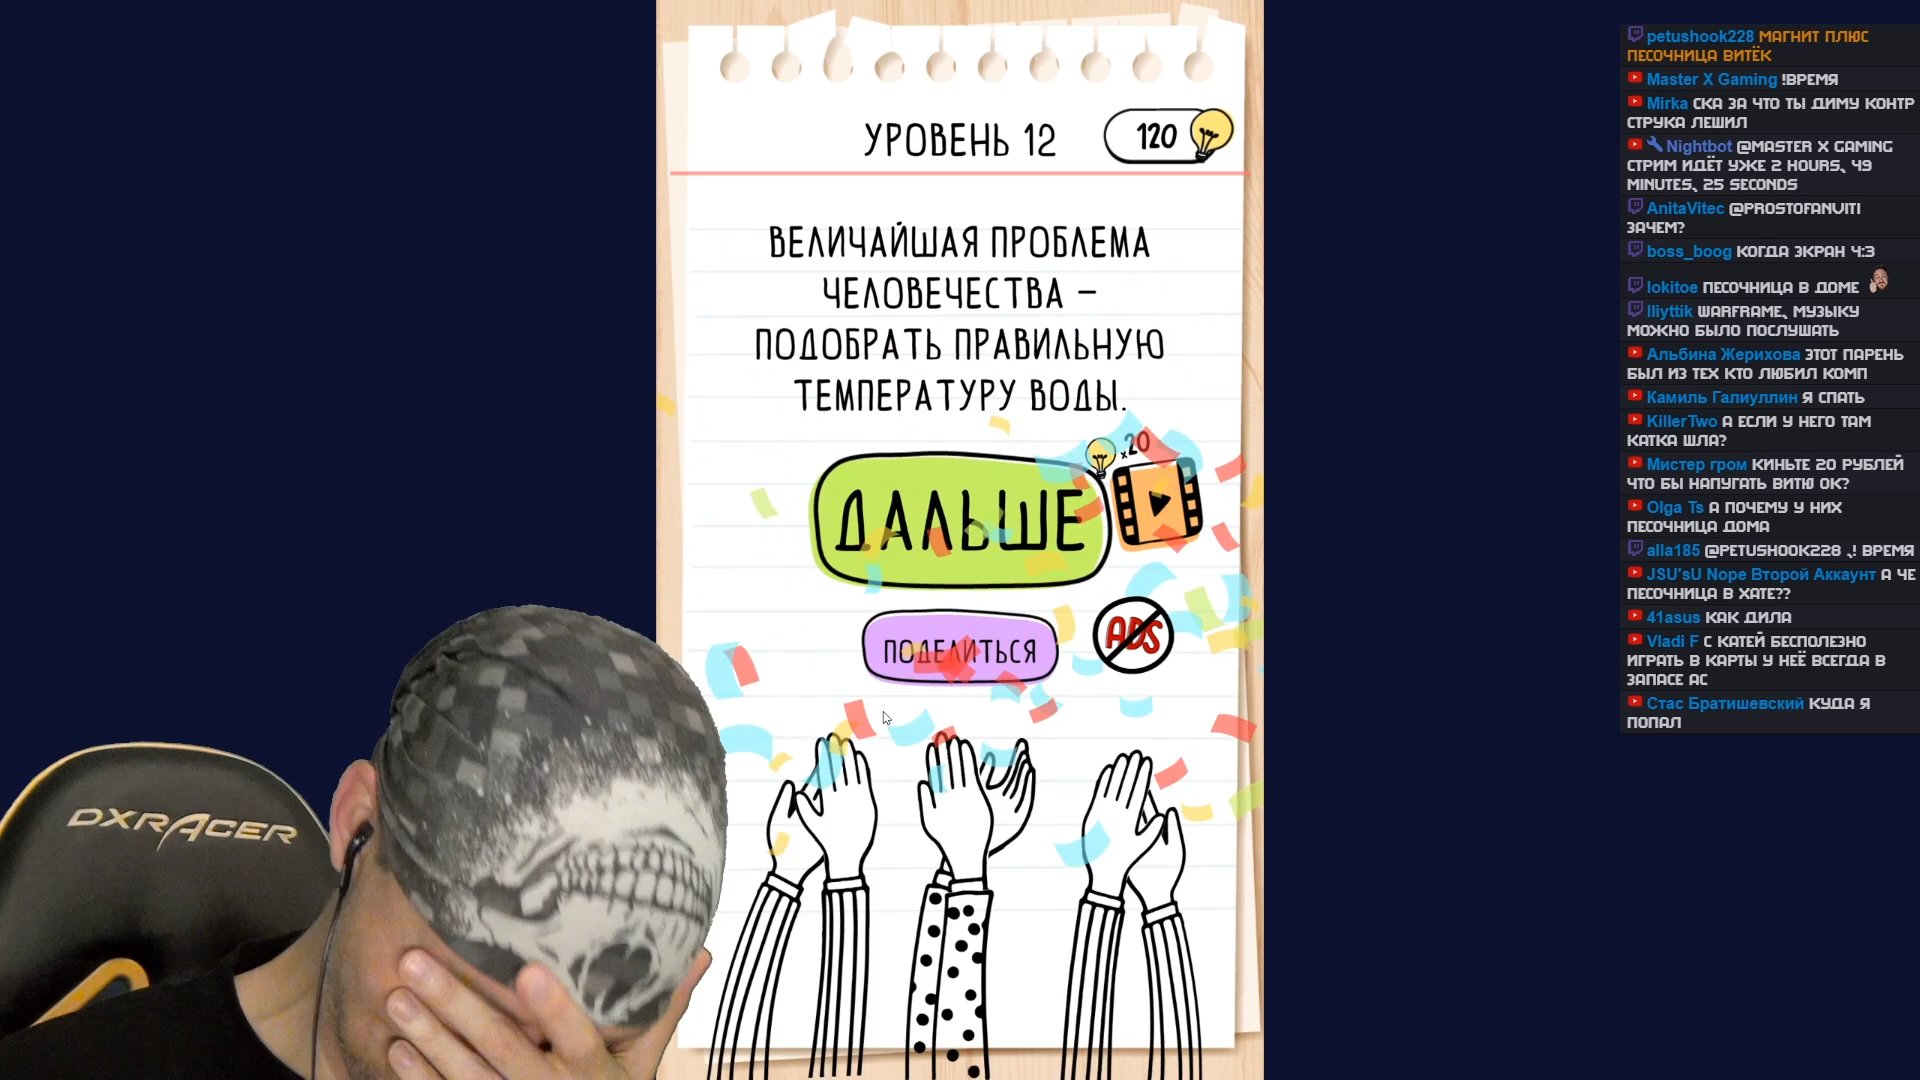 УРОВЕНЬ 12
120
ВЕЛИЧАЙШАЯ ПРОБЛЕМА
ЧЕЛОВЕЧЕСТВА –
ПОДОБРАТЬ ПРАВИЛЬНУЮ
ТЕМПЕРАТУРУ ВОДЫ.
x20
ДАЛЬШЕ
ПОДЕЛИТЬСЯ
ADS
DXRACER
petushook228 МАГНИТ ПЛЮС
ПЕСОЧНИЦА ВИТЁК
Master X Gaming !ВРЕМЯ
Mirka СКА ЗА ЧТО ТЫ ДИМУ КОНТР
СТРУКА ЛЕШИЛ
Nightbot @MASTER X GAMING
СТРИМ ИДЁТ УЖЕ 2 HOURS, 49
MINUTES, 25 SECONDS
AnitaVitec @PROSTOFANVITI
ЗАЧЕМ?
boss_boog КОГДА ЭКРАН 4:3
lokitoe ПЕСОЧНИЦА В ДОМЕ
Iliyttik WARFRAME, МУЗЫКУ
МОЖНО БЫЛО ПОСЛУШАТЬ
Альбина Жерихова ЭТОТ ПАРЕНЬ
БЫЛ ИЗ ТЕХ КТО ЛЮБИЛ КОМП
Камиль Галиуллин Я СПАТЬ
KillerTwo А ЕСЛИ У НЕГО ТАМ
КАТКА ШЛА?
Мистер гром КИНЬТЕ 20 РУБЛЕЙ
ЧТО БЫ НАПУГАТЬ ВИТЮ ОК?
Olga Ts А ПОЧЕМУ У НИХ
ПЕСОЧНИЦА ДОМА
alla185 @PETUSHOOK228 ,! ВРЕМЯ
JSU'sU Nope Второй Аккаунт А ЧЕ
ПЕСОЧНИЦА В ХАТЕ??
41asus КАК ДИЛА
Vladi F С КАТЕЙ БЕСПОЛЕЗНО
ИГРАТЬ В КАРТЫ У НЕЁ ВСЕГДА В
ЗАПАСЕ АС
Стас Братишевский КУДА Я
ПОПАЛ